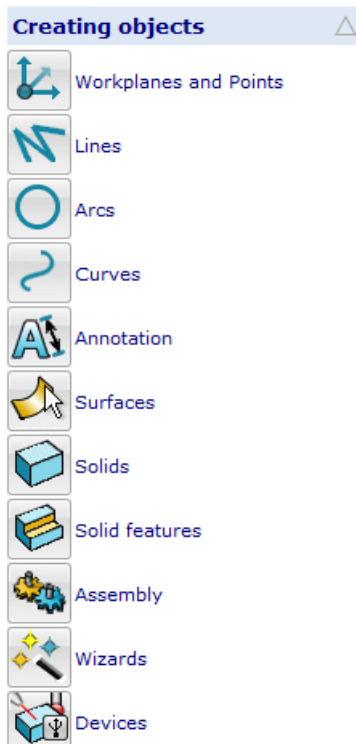 Creating objects
Workplanes and Points
Lines
Arcs
Curves
Annotation
Surfaces
Solids
Solid features
Assembly
Wizards
Devices